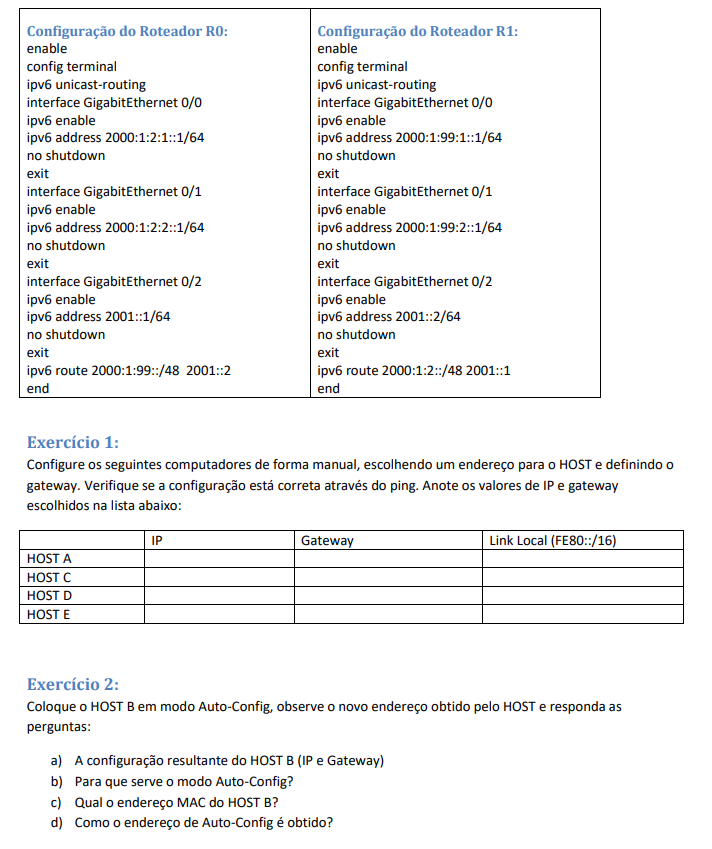 Configuração do Roteador R0:
enable
config terminal
ipv6 unicast-routing
interface GigabitEthernet 0/0
ipv6 enable
ipv6 address 2000:1:2:1::1/64
no shutdown
exit
interface GigabitEthernet 0/1
ipv6 enable
ipv6 address 2000:1:2:2::1/64
no shutdown
exit
interface GigabitEthernet 0/2
ipv6 enable
ipv6 address 2001::1/64
no shutdown
exit
ipv6 route 2000:1:99::/48  2001::2
end
Configuração do Roteador R1:
enable
config terminal
ipv6 unicast-routing
interface GigabitEthernet 0/0
ipv6 enable
ipv6 address 2000:1:99:1::1/64
no shutdown
exit
interface GigabitEthernet 0/1
ipv6 enable
ipv6 address 2000:1:99:2::1/64
no shutdown
exit
interface GigabitEthernet 0/2
ipv6 enable
ipv6 address 2001::2/64
no shutdown
exit
ipv6 route 2000:1:2::/48 2001::1
end
Exercício 1:
Configure os seguintes computadores de forma manual, escolhendo um endereço para o HOST e definindo o
gateway. Verifique se a configuração está correta através do ping. Anote os valores de IP e gateway
escolhidos na lista abaixo:
IP Gateway Link Local (FE80::/16)
HOST A
HOST C
HOST D
HOST E
Exercício 2:
Coloque o HOST B em modo Auto-Config, observe o novo endereço obtido pelo HOST e responda as
perguntas:
a) A configuração resultante do HOST B (IP e Gateway)
b) Para que serve o modo Auto-Config?
c) Qual o endereço MAC do HOST B?
d) Como o endereço de Auto-Config é obtido?